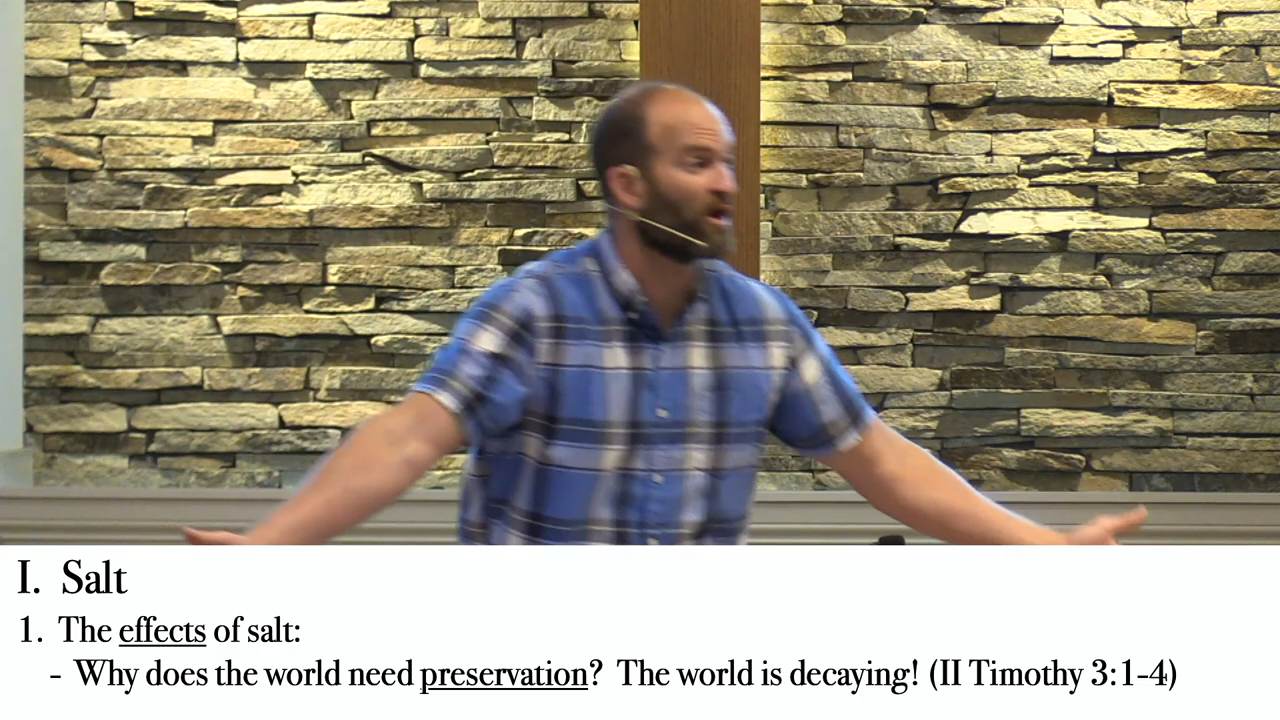 I. Salt
1. The effects of salt:
- Why does the world need preservation? The world is decaying! (II Timothy 3:1-4)